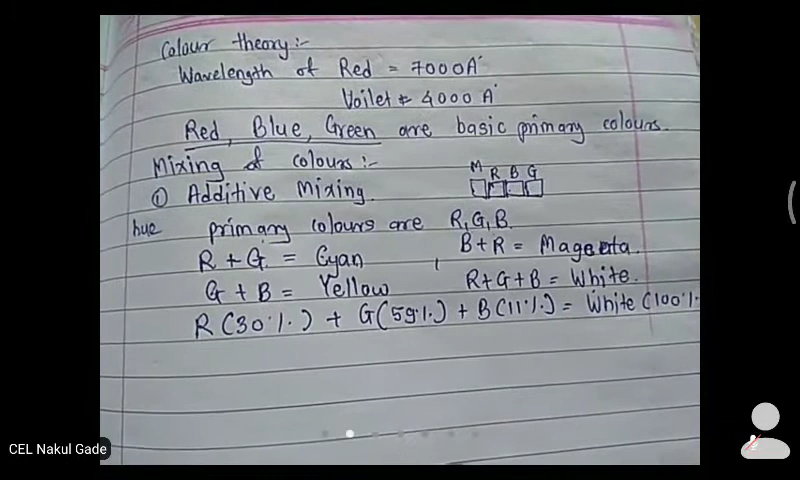 Colour theory:-
Wavelength of Red = 7000A°
Voilet = 4000 A°
Red, Blue, Green are basic primary colours.
Mixing of colours:-
M R B G
① Additive Mixing.
hue primary colours are R,G,B.
R + G = Cyan , B+R = Mageeta.
G + B = Yellow R+G+B = White.
R(30%) + G(59%) + B(11%) = White (100%
CEL Nakul Gade